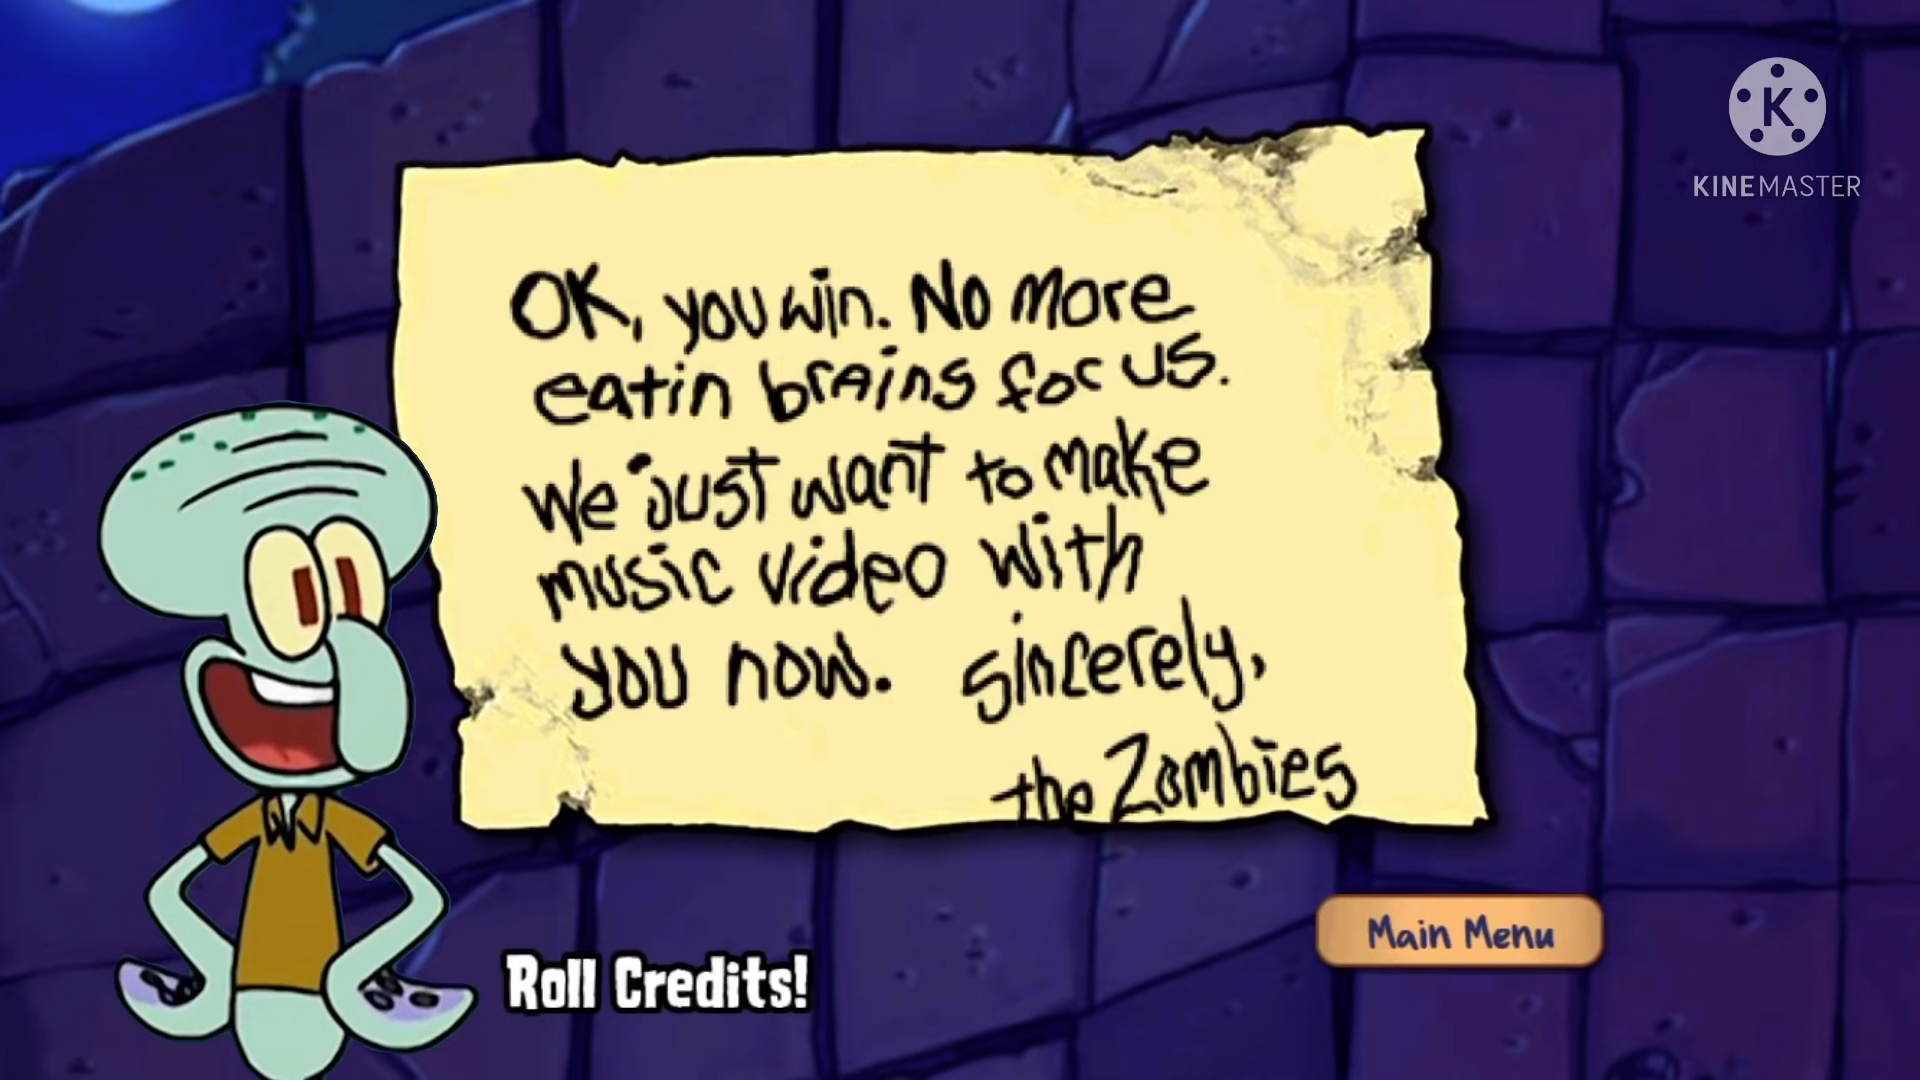 KINEMASTER
OK, you win. No More
eatin brains for us.
We just want to make
music video with
you now. Sincerely,
the Zombies
Main Menu
Roll Credits!